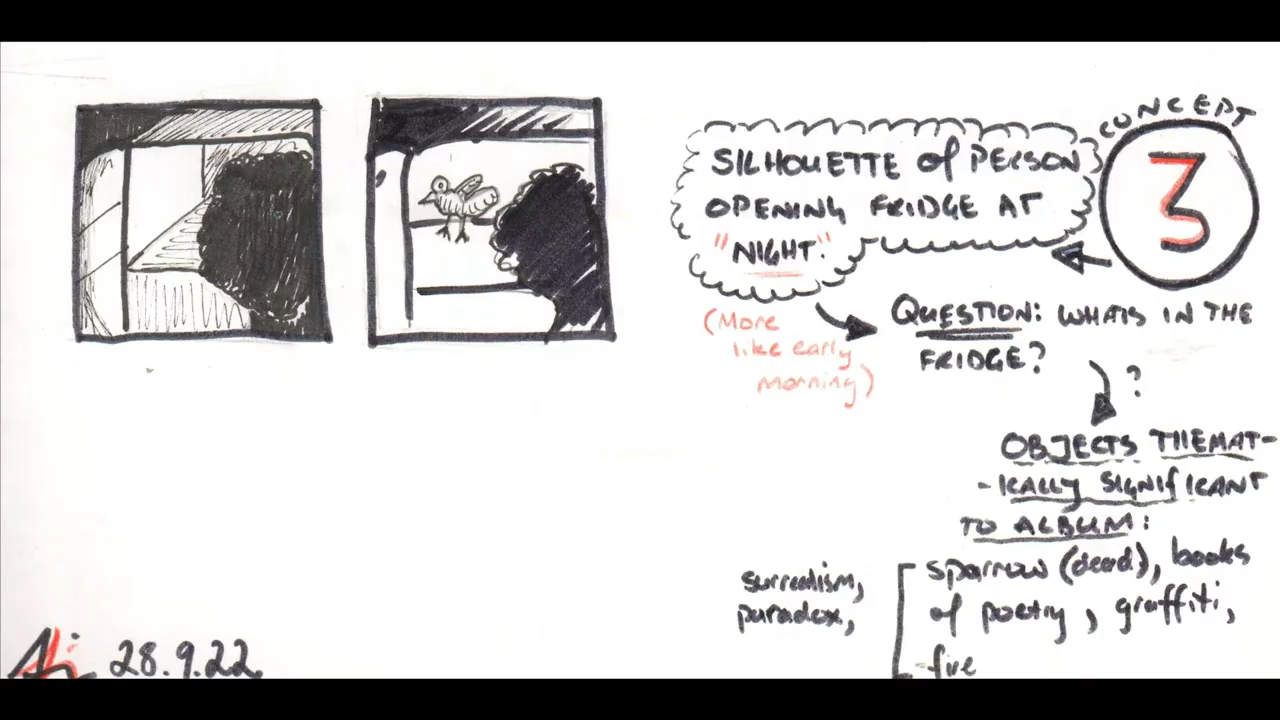 CONCEPT
3
SILHOUETTE of PERSON
OPENING FRIDGE AT
"NIGHT."
(More
like early
morning)
QUESTION: WHATS IN THE
FRIDGE?
?
OBJECTS THEMAT-
-ICALLY SIGNIFICANT
TO ALBUM:
sparrow (dead), books
of poetry, graffiti,
-fire
surrealism,
paradox,
28.9.22